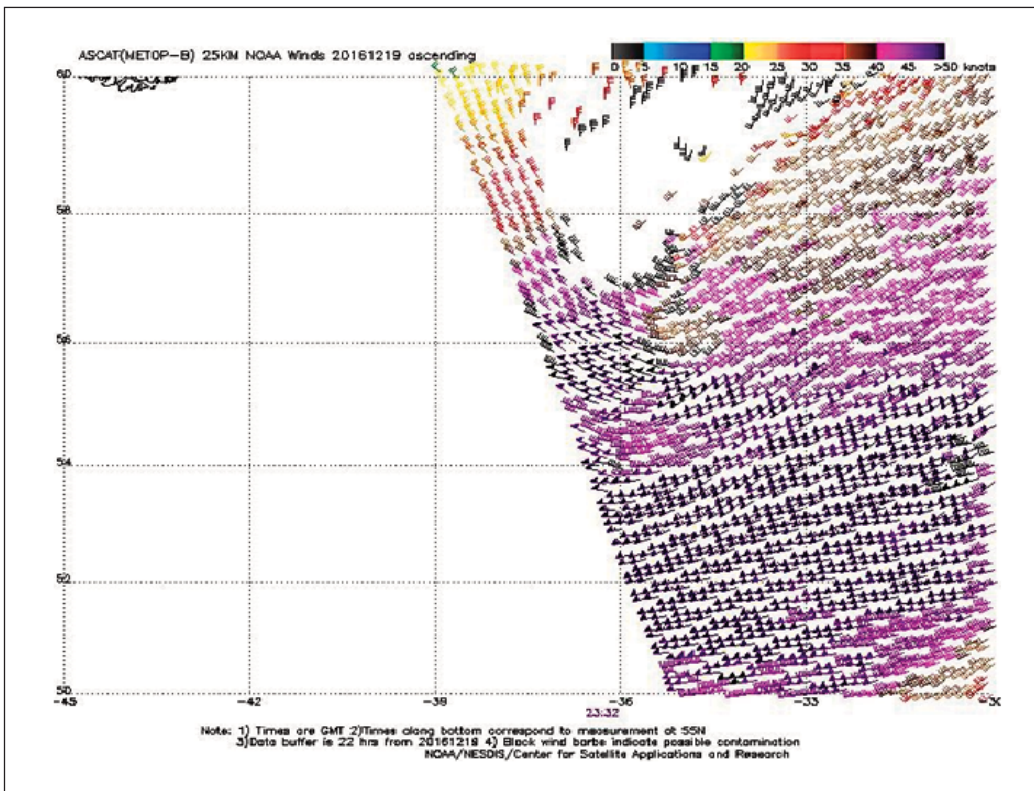 ASCAT(METOP-B) 25KM NOAA Winds 20161219 ascending
0 5 10 15 20 25 30 35 40 45 >50 knots
60
58
56
54
52
50
-45 -42 -39 -36 -33 -30
23:32
Note: 1) Times are GMT 2)Times along bottom correspond to measurement at 55N
3)Data buffer is 22 hrs from 20161219 4) Black wind barbs indicate possible contamination
NOAA/NESDIS/Center for Satellite Applications and Research